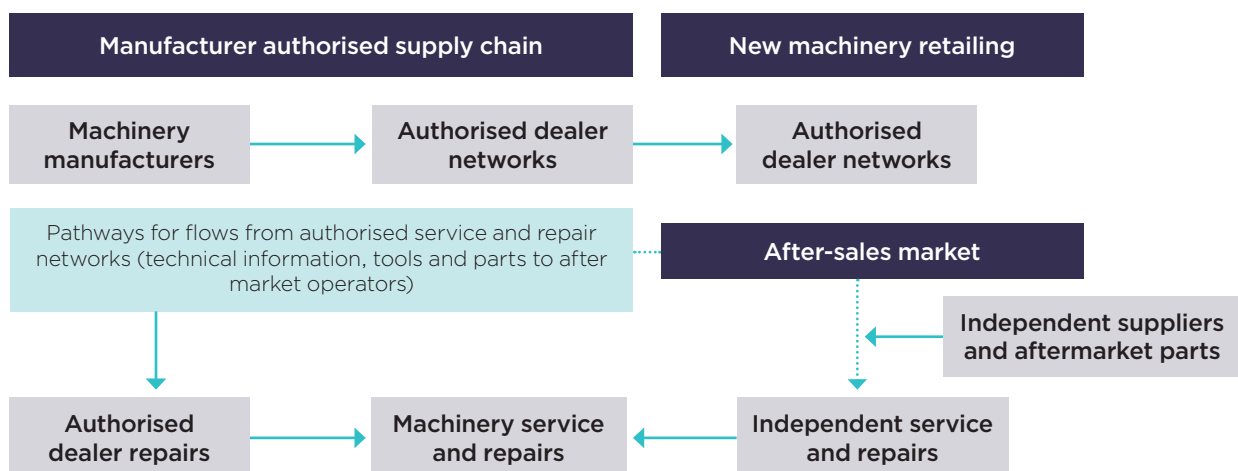 Manufacturer authorised supply chain
New machinery retailing
Machinery
manufacturers
Authorised dealer
networks
Authorised
dealer networks
Pathways for flows from authorised service and repair
networks (technical information, tools and parts to after
market operators)
After-sales market
Independent suppliers
and aftermarket parts
Authorised
dealer repairs
Machinery service
and repairs
Independent service
and repairs